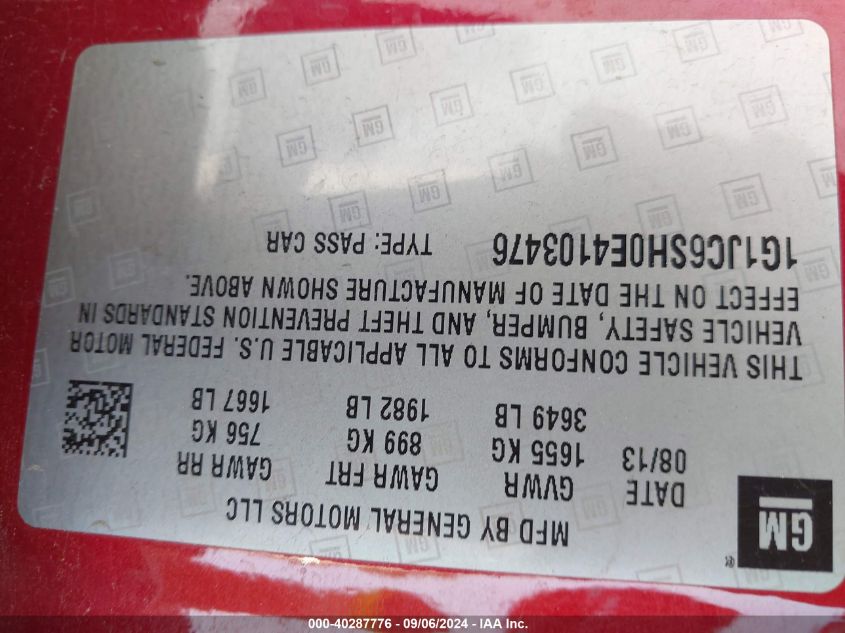 MFD BY GENERAL MOTORS LLC
GM
®
DATE GVWR GAWR FRT GAWR RR
08/13 1655 KG 899 KG 756 KG
3649 LB 1982 LB 1667 LB
THIS VEHICLE CONFORMS TO ALL APPLICABLE U.S. FEDERAL MOTOR
VEHICLE SAFETY, BUMPER, AND THEFT PREVENTION STANDARDS IN
EFFECT ON THE DATE OF MANUFACTURE SHOWN ABOVE.
1G1JC6SH0E4103476 TYPE: PASS CAR
000-40287776 - 09/06/2024 - IAA Inc.